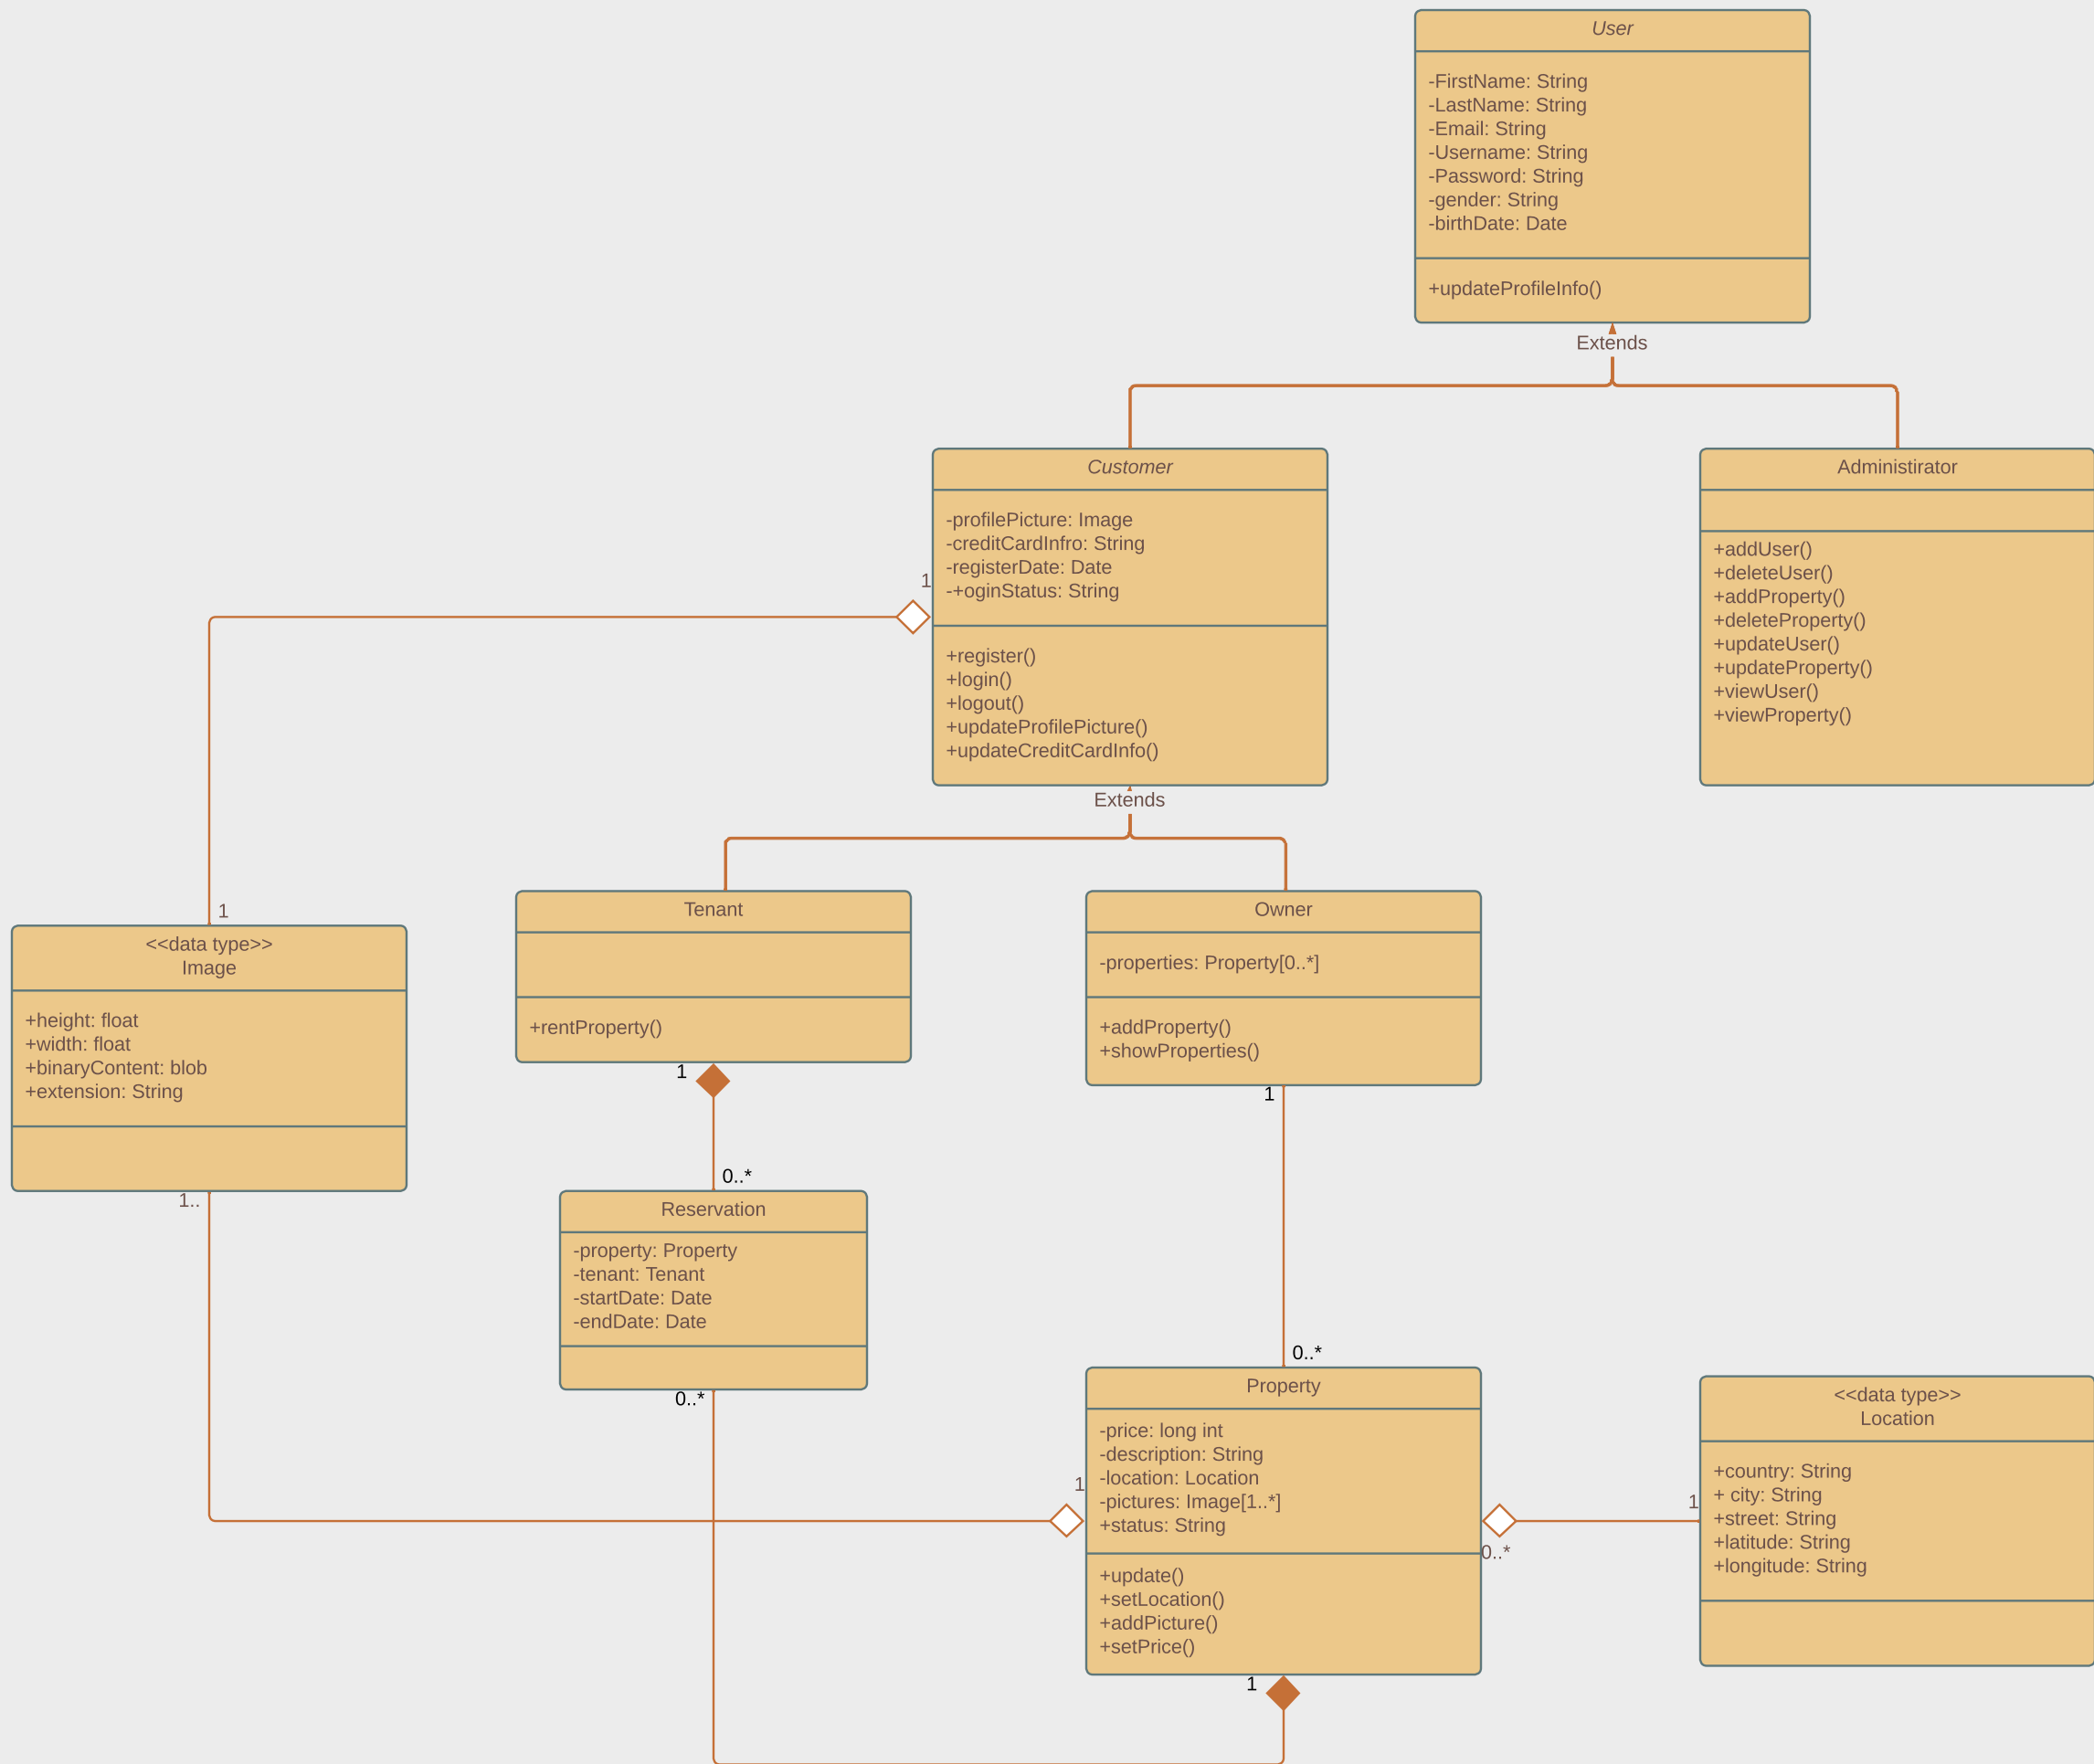 User
-FirstName: String
-LastName: String
-Email: String
-Username: String
-Password: String
-gender: String
-birthDate: Date
+updateProfileInfo()
Extends
Customer
-profilePicture: Image
-creditCardInfro: String
-registerDate: Date
-+oginStatus: String
+register()
+login()
+logout()
+updateProfilePicture()
+updateCreditCardInfo()
Administirator
+addUser()
+deleteUser()
+addProperty()
+deleteProperty()
+updateUser()
+updateProperty()
+viewUser()
+viewProperty()
1
Extends
1
<<data type>>
Image
+height: float
+width: float
+binaryContent: blob
+extension: String
1..
Tenant
+rentProperty()
1
0..*
Owner
-properties: Property[0..*]
+addProperty()
+showProperties()
1
0..*
Reservation
-property: Property
-tenant: Tenant
-startDate: Date
-endDate: Date
0..*
Property
-price: long int
-description: String
-location: Location
-pictures: Image[1..*]
+status: String
+update()
+setLocation()
+addPicture()
+setPrice()
1
1
0..*
1
<<data type>>
Location
+country: String
+ city: String
+street: String
+latitude: String
+longitude: String